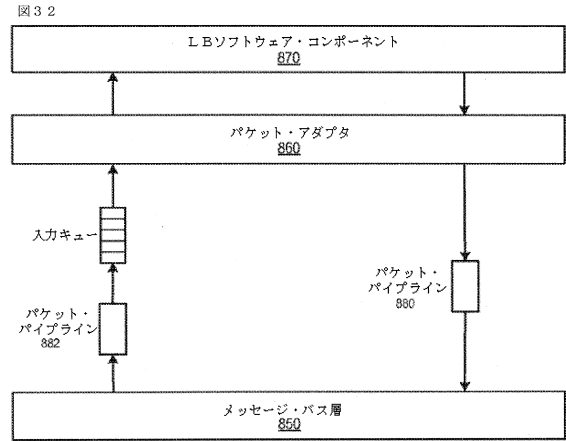 図３２
ＬＢソフトウェア・コンポーネント
870
パケット・アダプタ
860
入力キュー
パケット・
パイプライン
880
パケット・
パイプライン
882
メッセージ・バス層
850